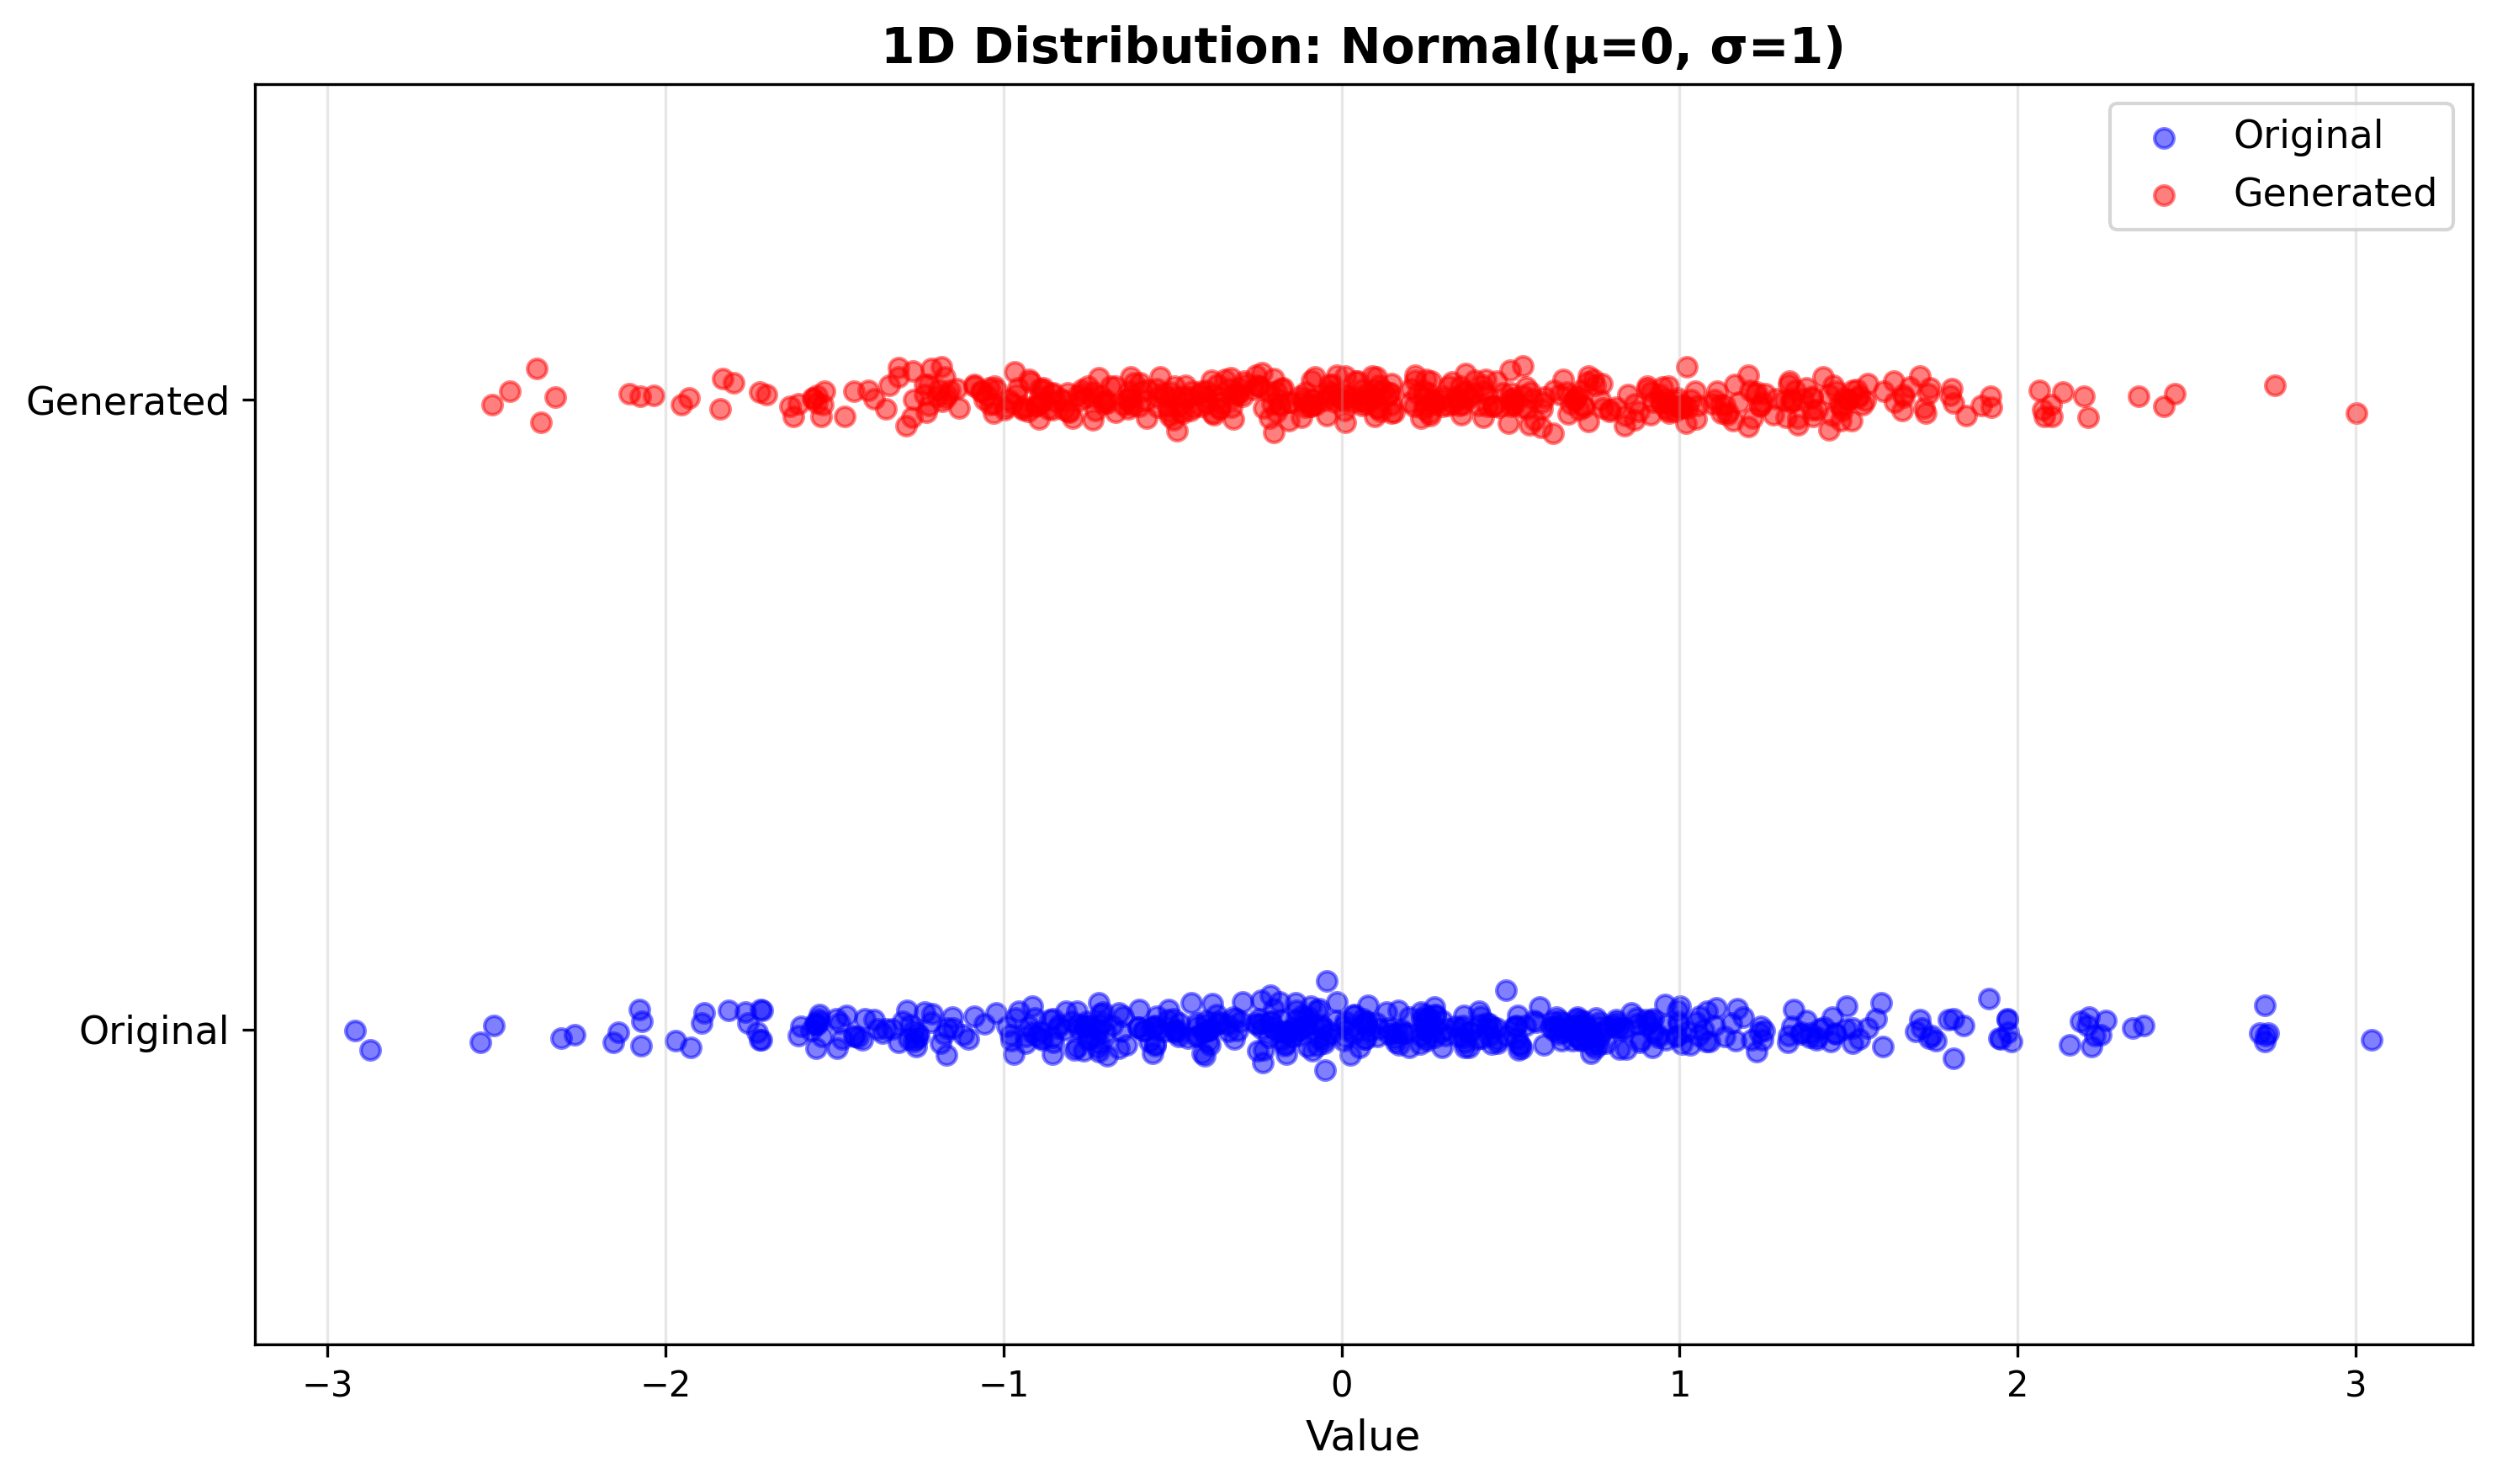 1D Distribution: Normal(μ=0, σ=1)
Original
Generated
Generated
Original
−3 −2 −1 0 1 2 3
Value